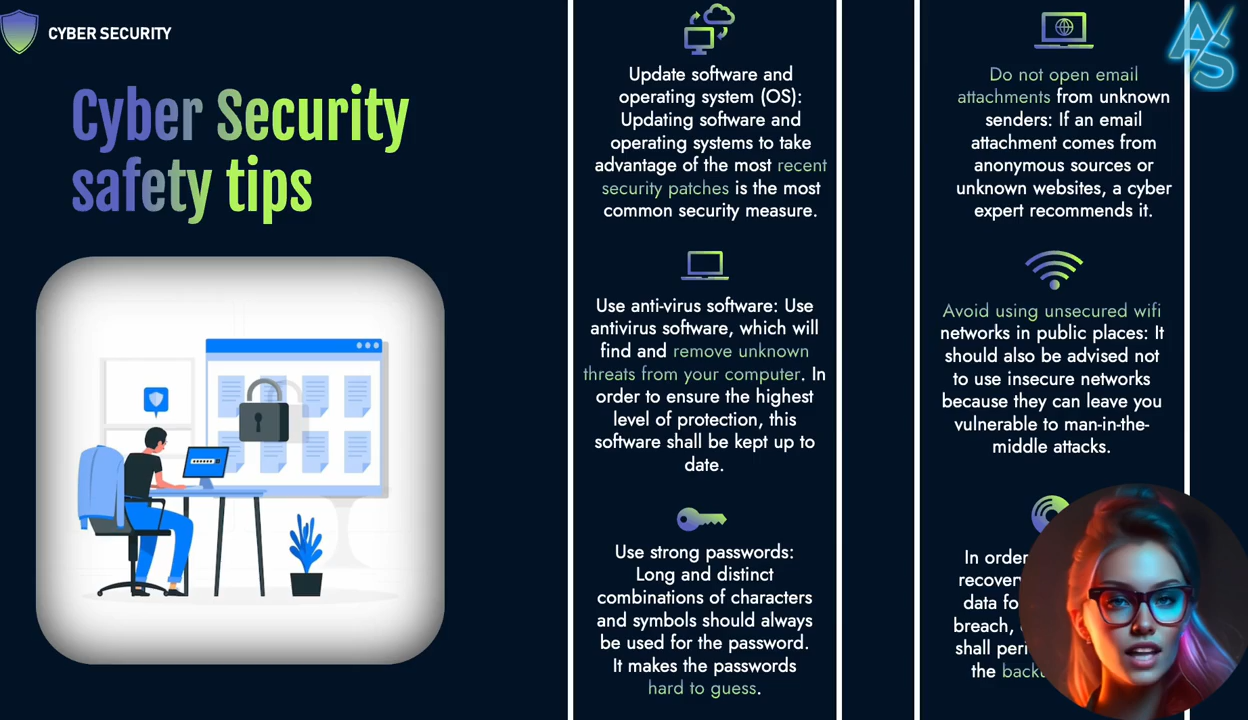 CYBER SECURITY
Cyber Security
safety tips
Update software and
operating system (OS):
Updating software and
operating systems to take
advantage of the most recent
security patches is the most
common security measure.
Use anti-virus software: Use
antivirus software, which will
find and remove unknown
threats from your computer. In
order to ensure the highest
level of protection, this
software shall be kept up to
date.
Use strong passwords:
Long and distinct
combinations of characters
and symbols should always
be used for the password.
It makes the passwords
hard to guess.
Do not open email
attachments from unknown
senders: If an email
attachment comes from
anonymous sources or
unknown websites, a cyber
expert recommends it.
Avoid using unsecured wifi
networks in public places: It
should also be advised not
to use insecure networks
because they can leave you
vulnerable to man-in-the-
middle attacks.
In order
data
breach,
shall
the
AS